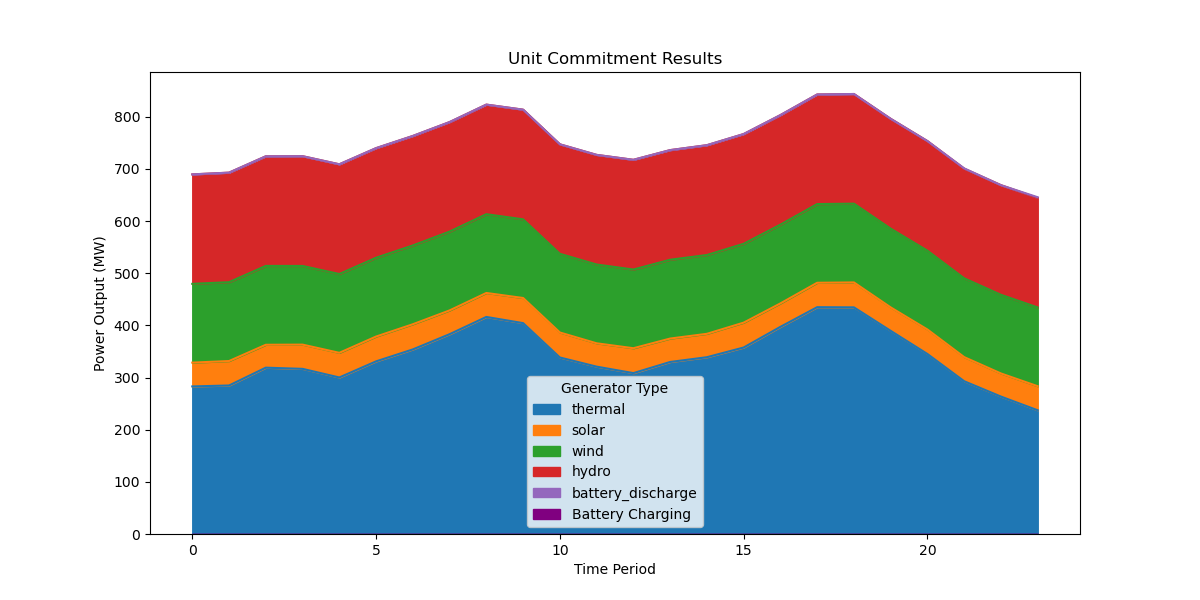 Unit Commitment Results
Power Output (MW)
800
700
600
500
400
300
200
100
0
Generator Type
thermal
solar
wind
hydro
battery_discharge
Battery Charging
0 5 10 15 20
Time Period